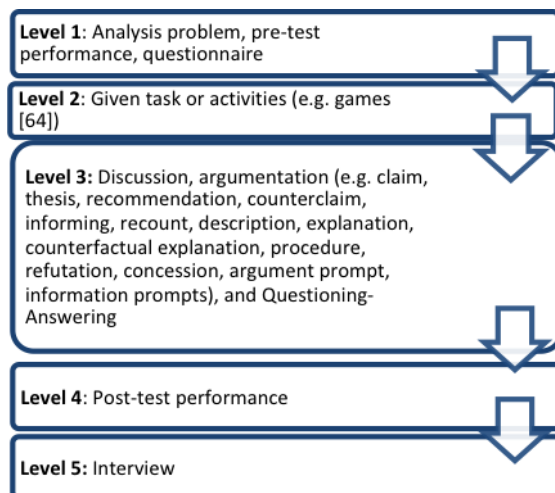 Level 1: Analysis problem, pre-test
performance, questionnaire
Level 2: Given task or activities (e.g. games
[64])
Level 3: Discussion, argumentation (e.g. claim,
thesis, recommendation, counterclaim,
informing, recount, description, explanation,
counterfactual explanation, procedure,
refutation, concession, argument prompt,
information prompts), and Questioning-
Answering
Level 4: Post-test performance
Level 5: Interview